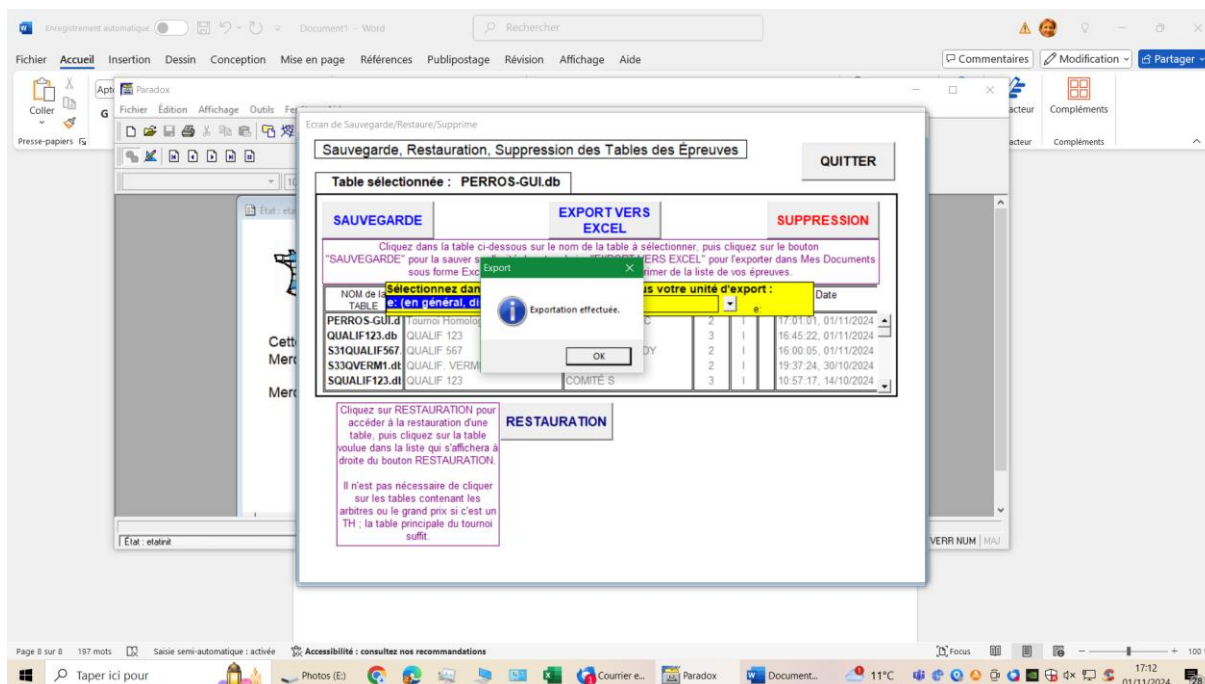 Enregistrement automatique
Document1 - Word
Rechercher
Fichier Accueil Insertion Dessin Conception Mise en page Références Publipostage Révision Affichage Aide
Commentaires Modification Partager
Coller
G
Presse-papiers
Compléments
Compléments
Paradox
Fichier Édition Affichage Outils
Ecran de Sauvegarde/Restaure/Supprime
Sauvegarde, Restauration, Suppression des Tables des Épreuves
QUITTER
Table sélectionnée : PERROS-GUI.db
SAUVEGARDE
EXPORT VERS
EXCEL
SUPPRESSION
Cliquez dans la table ci-dessous sur le nom de la table à sélectionner, puis cliquez sur le bouton
"SAUVEGARDE" pour la sauver EXCEL" pour l'exporter dans Mes Documents
sous forme de la liste de vos épreuves.
Export
Exportation effectuée.
OK
Sélectionnez votre unité d'export :
e: (en général,
e:
NOM de la
TABLE
Date
PERROS-GUI.d Tournoi C 2 I 17:01:01, 01/11/2024
QUALIF123.db QUALIF 123 3 I 16:45:22, 01/11/2024
S31QUALIF567. QUALIF 567 DY 2 I 16:00:05, 01/11/2024
S33QVERM1.db QUALIF. 2 I 19:37:24, 30/10/2024
SQUALIF123.db QUALIF 123 COMITÉ S 3 I 10:57:17, 14/10/2024
Cliquez sur RESTAURATION pour
accéder à la restauration d'une
table, puis cliquez sur la table
voulue dans la liste qui s'affichera à
droite du bouton RESTAURATION.
Il n'est pas nécessaire de cliquer
sur les tables contenant les
arbitres ou le grand prix si c'est un
TH ; la table principale du tournoi
suffit.
RESTAURATION
État : etatinit
VERR NUM MAJ
Page 8 sur 8 197 mots Saisie semi-automatique : activée Accessibilité : consultez nos recommandations
Focus
100
Taper ici pour
Photos (E:)
Courrier e...
Paradox
Document...
11°C
17:12
01/11/2024
28